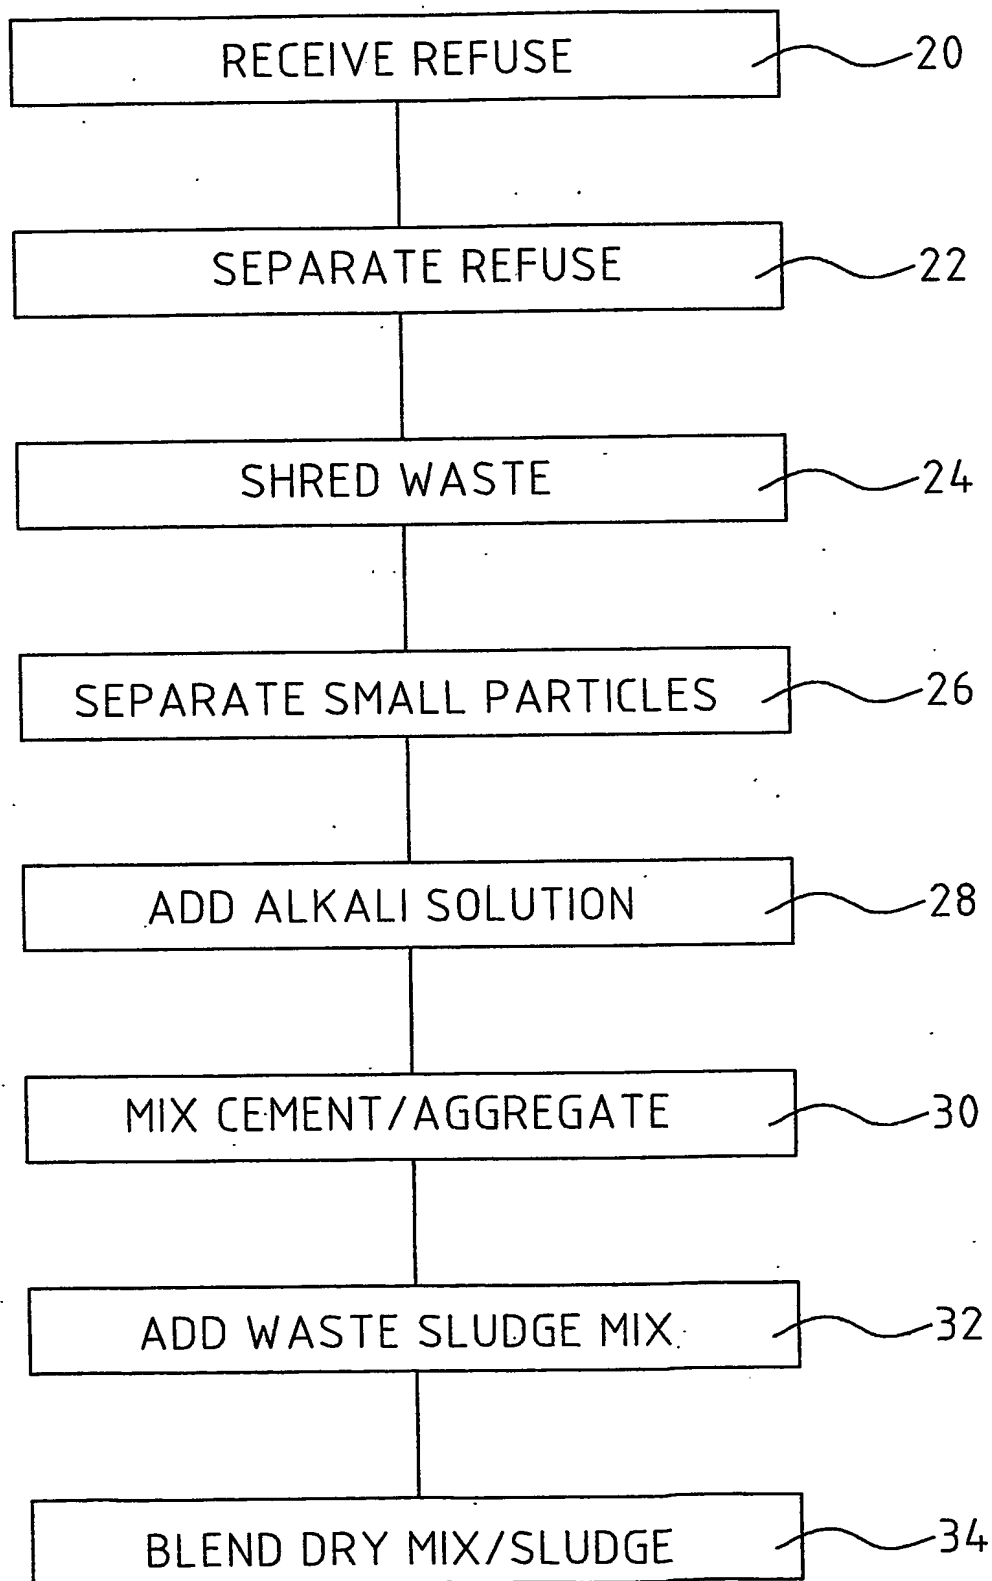 RECEIVE REFUSE 20
SEPARATE REFUSE 22
SHRED WASTE 24
SEPARATE SMALL PARTICLES 26
ADD ALKALI SOLUTION 28
MIX CEMENT/AGGREGATE 30
ADD WASTE SLUDGE MIX 32
BLEND DRY MIX/SLUDGE 34